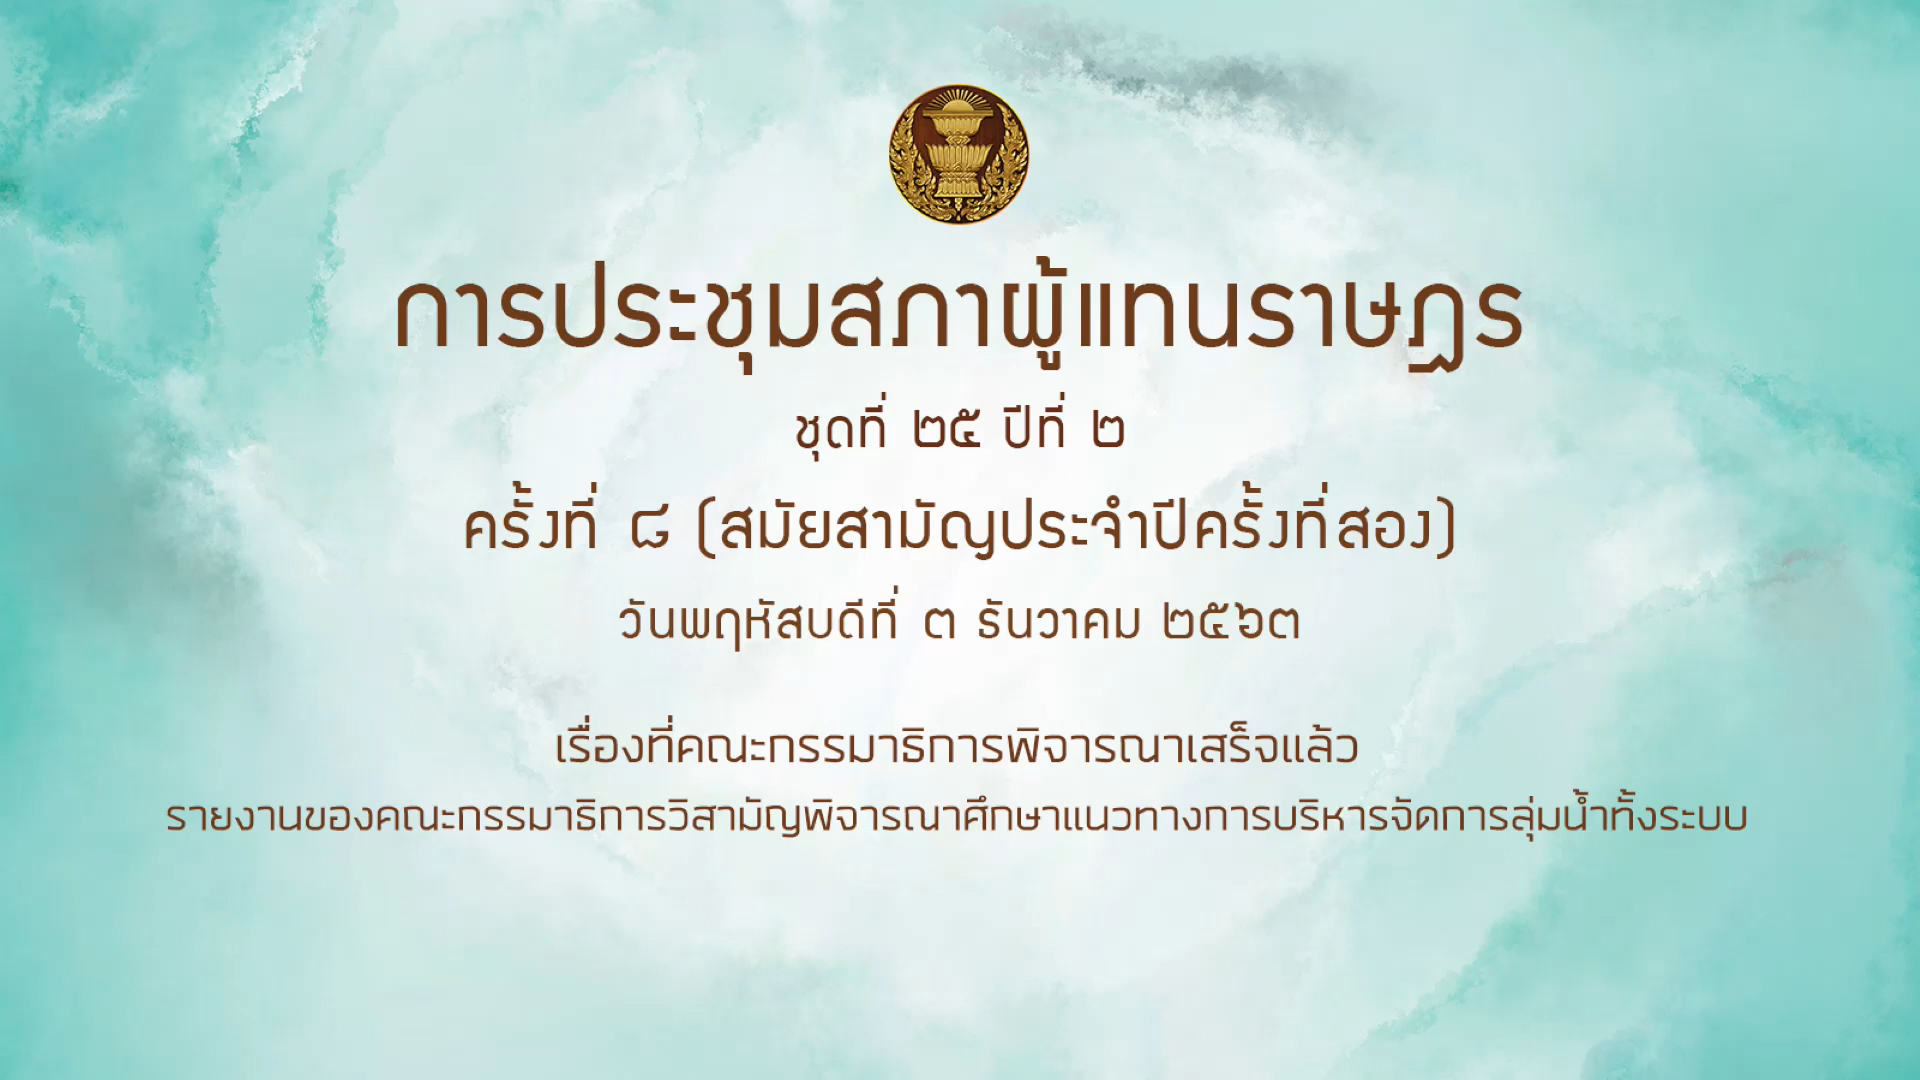 การประชุมสภาผู้แทนราษฎร
ชุดที่ ๒๕ ปีที่ ๒
ครั้งที่ ๘ (สมัยสามัญประจำปีครั้งที่สอง)
วันพฤหัสบดีที่ ๓ ธันวาคม ๒๕๖๓
เรื่องที่คณะกรรมาธิการพิจารณาเสร็จแล้ว
รายงานของคณะกรรมาธิการวิสามัญพิจารณาศึกษาแนวทางการบริหารจัดการลุ่มน้ำทั้งระบบ